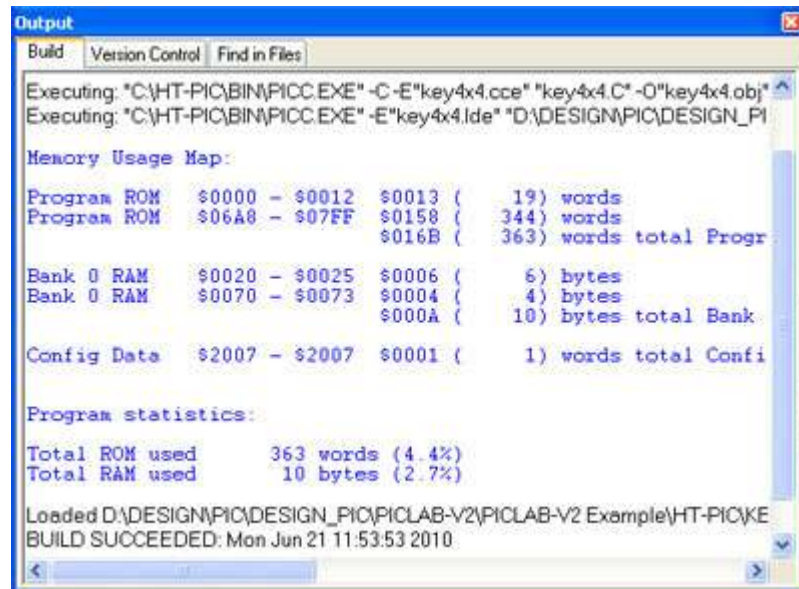 Output
Build Version Control Find in Files
Executing: "C:\HT-PIC\BIN\PICC.EXE" -C -E"key4x4.cce" "key4x4.C" -O"key4x4.obj"
Executing: "C:\HT-PIC\BIN\PICC.EXE" -E"key4x4.lde" "D:\DESIGN\PIC\DESIGN_PI
Memory Usage Map:
Program ROM $0000 - $0012 $0013 ( 19) words
Program ROM $06A8 - $07FF $0158 ( 344) words
$016B ( 363) words total Progr
Bank 0 RAM $0020 - $0025 $0006 ( 6) bytes
Bank 0 RAM $0070 - $0073 $0004 ( 4) bytes
$000A ( 10) bytes total Bank
Config Data $2007 - $2007 $0001 ( 1) words total Confi
Program statistics:
Total ROM used 363 words (4.4%)
Total RAM used 10 bytes (2.7%)
Loaded D:\DESIGN\PIC\DESIGN_PIC\PICLAB-V2\PICLAB-V2 Example\HT-PIC\KE
BUILD SUCCEEDED: Mon Jun 21 11:53:53 2010